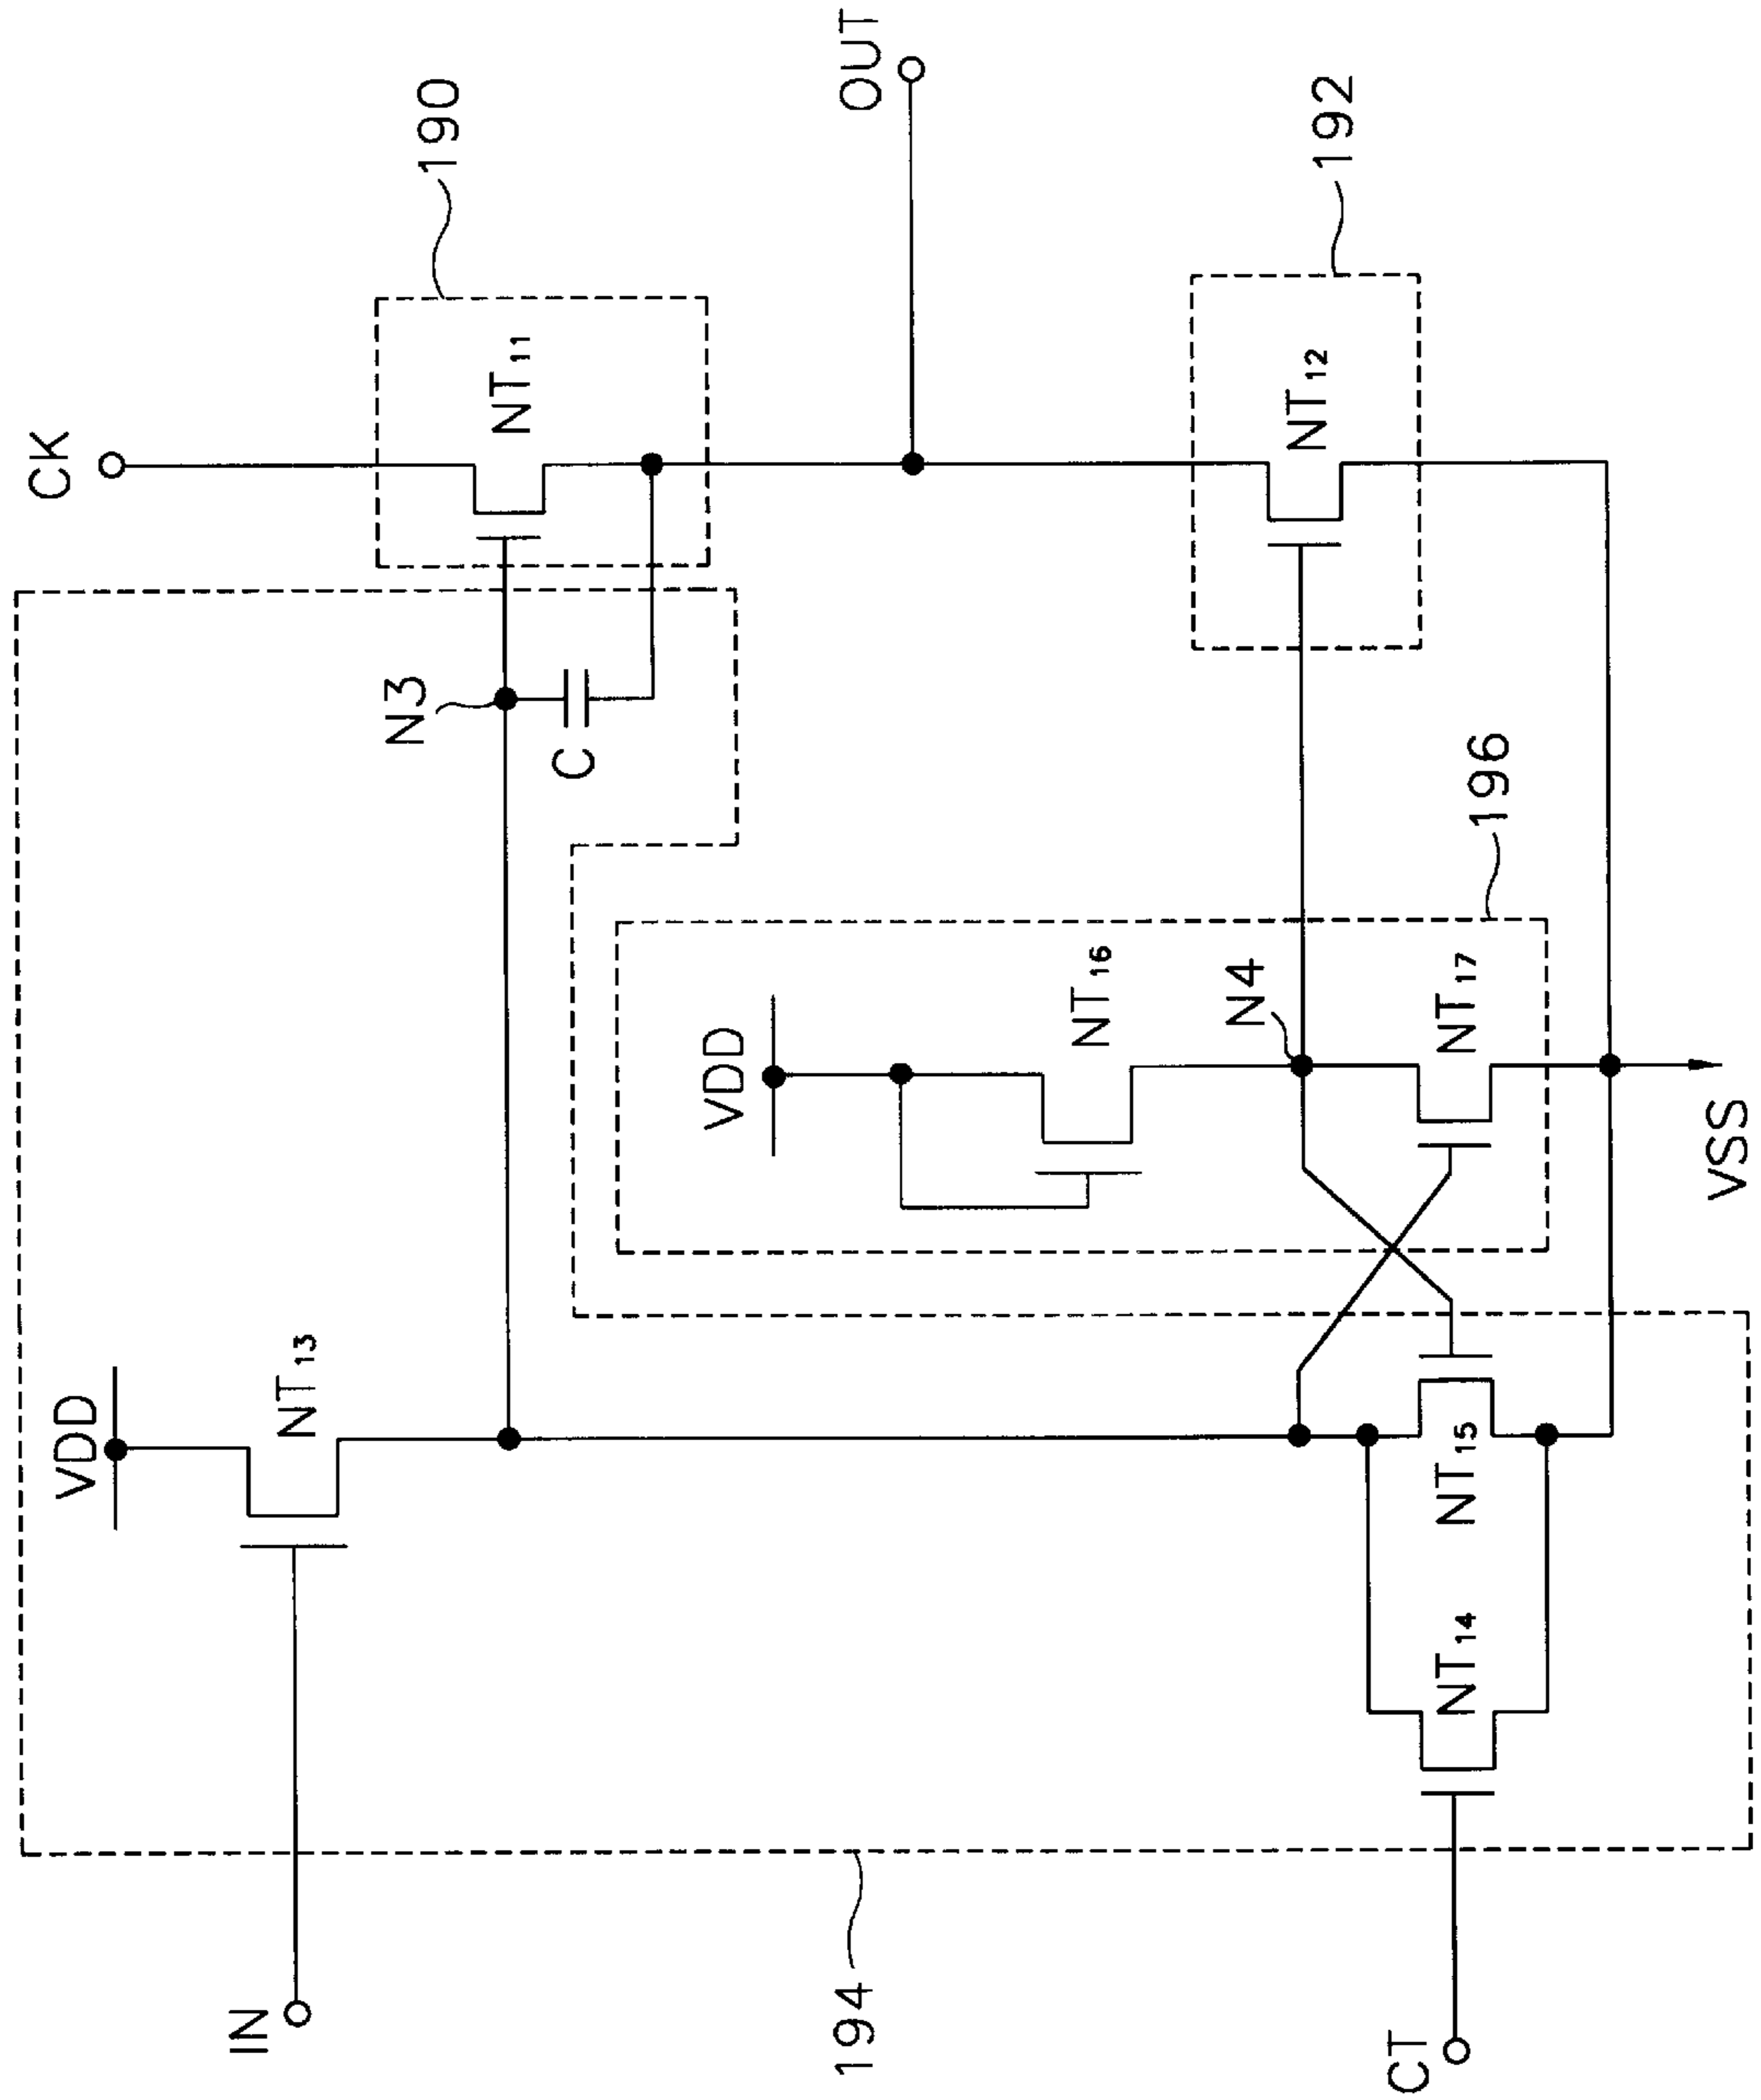 CK
190
NT11
OUT
192
NT12
N3
C
196
VDD
NT16
N4
NT17
VSS
VDD
NT13
NT15
NT14
IN
194
CT